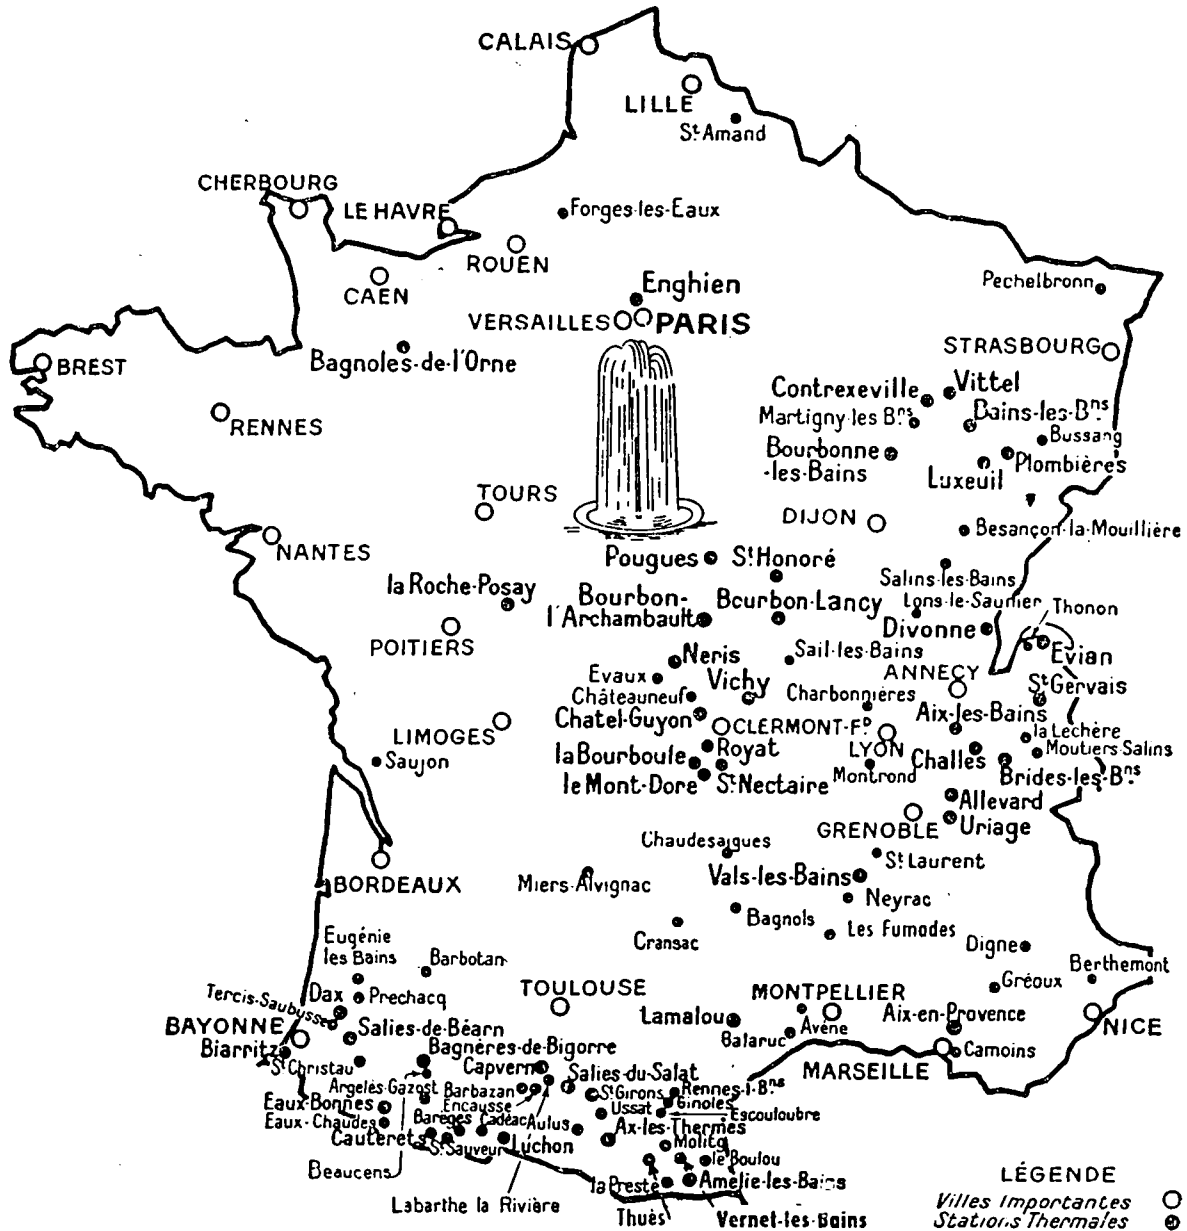 CALAIS
LILLE
St Amand
CHERBOURG
LE HAVRE
Forges-les-Eaux
ROUEN
CAEN
Enghien
Pechelbronn
VERSAILLES
PARIS
BREST
Bagnoles-de-l'Orne
STRASBOURG
Contrexeville
Vittel
RENNES
Martigny-les Bns
Bains-les-Bns
Bussang
Bourbonne
-les-Bains
Plombières
Luxeuil
TOURS
DIJON
Besançon-la-Mouillière
NANTES
Pougues
St Honoré
Salins-les-Bains
la Roche-Posay
Bourbon-
l'Archambault
Bourbon-Lancy
Lons-le-Saunier
Thonon
Divonne
POITIERS
Evian
Neris
Sail-les-Bains
ANNECY
Evaux
Vichy
Charbonnières
St Gervais
Châteauneuf
Chatel-Guyon
CLERMONT-FD
Aix-les-Bains
LIMOGES
la Léchère
Saujon
la Bourboule
Royat
LYON
Challes
Moutiers-Salins
le Mont-Dore
St Nectaire
Montrond
Brides-les-Bns
Allevard
GRENOBLE
Uriage
Chaudesaigues
St Laurent
BORDEAUX
Miers-Alvignac
Vals-les-Bains
Neyrac
Bagnols
Les Fumades
Cransac
Digne
Eugénie
les Bains
Barbotan
Berthemont
Gréoux
Tercis-Saubusse
Dax
Prechacq
TOULOUSE
MONTPELLIER
BAYONNE
Salies-de-Béarn
Lamalou
Avène
Aix-en-Provence
NICE
Biarritz
Bagnères-de-Bigorre
Balaruc
St Christau
Capvern
Salies-du-Salat
MARSEILLE
Camoins
Argelès-Gazost
Barbazan
St Girons
Rennes-l-Bns
Eaux-Bonnes
Encausse
Ussat
Ginoles
Escouloubre
Eaux-Chaudes
Barèges
Cadéac
Aulus
Ax-les-Thermes
Cauterets
St Sauveur
Luchon
Molitg
Beaucens
le Boulou
Labarthe la Rivière
la Preste
Amelie-les-Bains
Thuès
Vernet-les-Bains
LÉGENDE
Villes Importantes
Stations Thermales